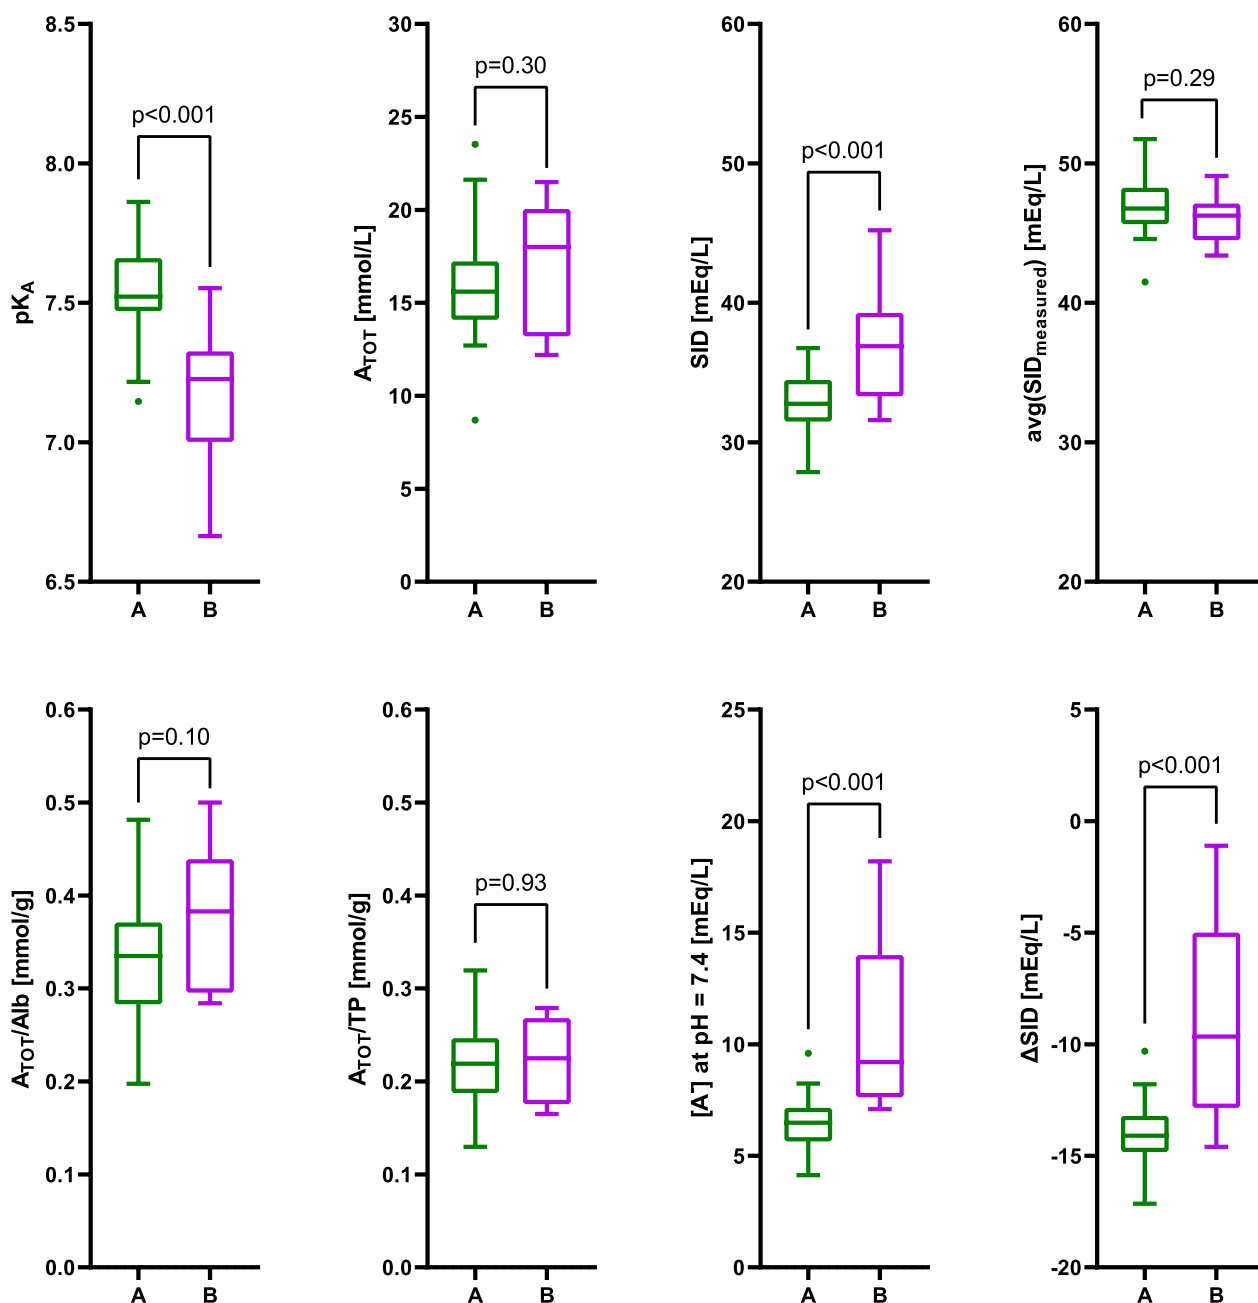 pKA
8.5
8.0
7.5
7.0
6.5
p<0.001
A B
ATOT [mmol/L]
30
25
20
15
10
5
0
p=0.30
A B
SID [mEq/L]
60
50
40
30
20
p<0.001
A B
avg(SIDmeasured) [mEq/L]
60
50
40
30
20
p=0.29
A B
ATOT/Alb [mmol/g]
0.6
0.5
0.4
0.3
0.2
0.1
0.0
p=0.10
A B
ATOT/TP [mmol/g]
0.6
0.5
0.4
0.3
0.2
0.1
0.0
p=0.93
A B
[A-] at pH = 7.4 [mEq/L]
25
20
15
10
5
0
p<0.001
A B
ΔSID [mEq/L]
5
0
-5
-10
-15
-20
p<0.001
A B